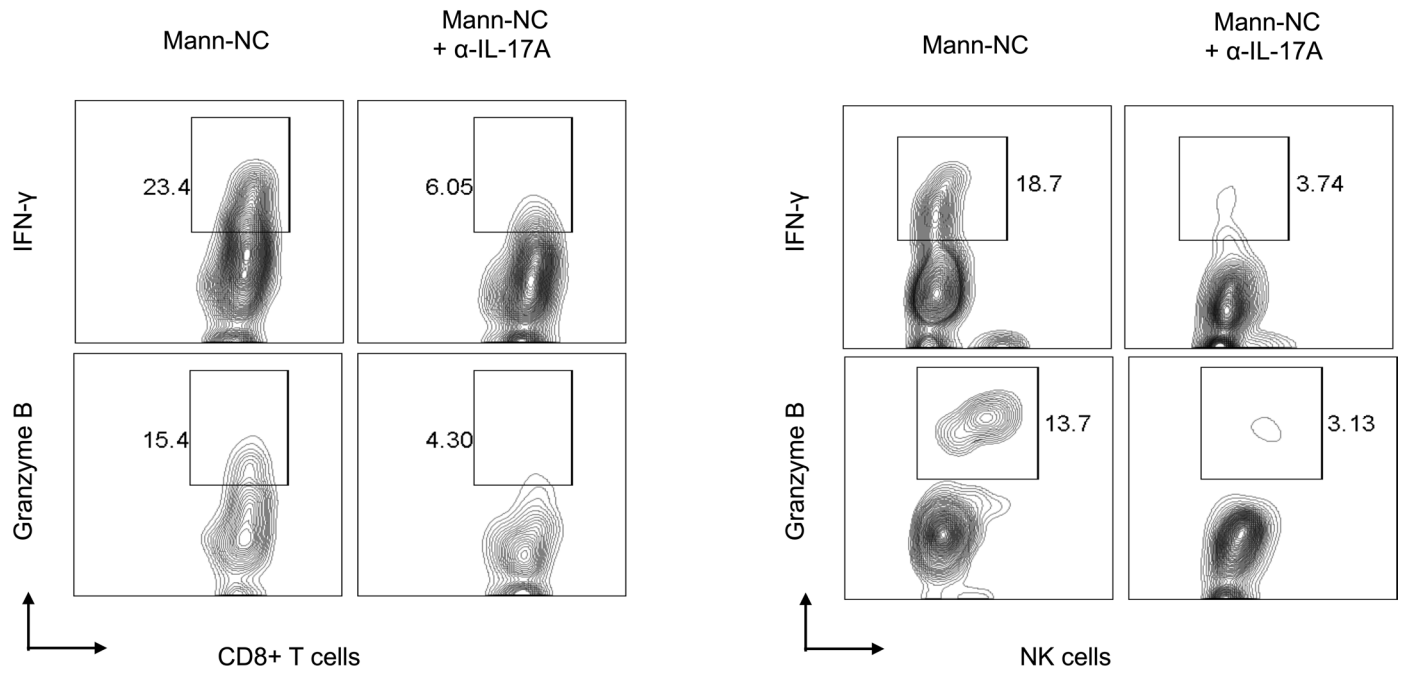 Mann-NC
Mann-NC
+ α-IL-17A
Mann-NC
Mann-NC
+ α-IL-17A
IFN-γ
23.4
6.05
IFN-γ
18.7
3.74
Granzyme B
15.4
4.30
Granzyme B
13.7
3.13
CD8+ T cells
NK cells